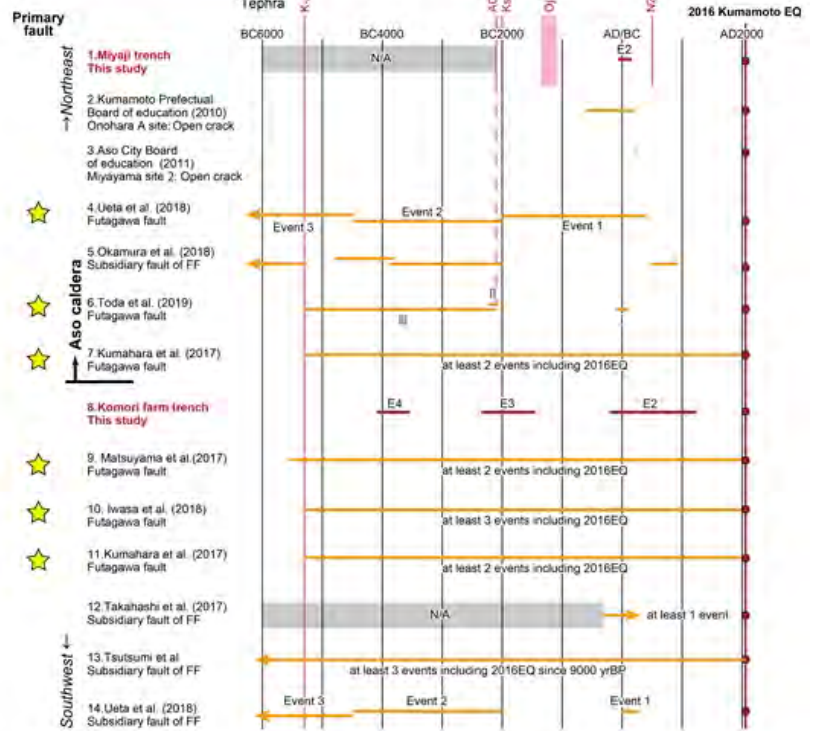 Tephra
2016 Kumamoto EQ
Primary
fault
BC6000 BC4000 BC2000 AD/BC AD2000
→Northeast
1.Miyaji trench
This study
N/A
E2
2.Kumamoto Prefectual
Board of education (2010)
Onohara A site: Open crack
3.Aso City Board
of education (2011)
Miyayama site 2: Open crack
4.Ueta et al. (2018)
Futagawa fault
Event 3
Event 2
Event 1
5.Okamura et al. (2018)
Subsidiary fault of FF
Aso caldera
6.Toda et al. (2019)
Futagawa fault
III
II
7.Kumahara et al. (2017)
Futagawa fault
at least 2 events including 2016EQ
8.Komori farm trench
This study
E4
E3
E2
9. Matsuyama et al.(2017)
Futagawa fault
at least 2 events including 2016EQ
10. Iwasa et al. (2018)
Futagawa fault
at least 3 events including 2016EQ
11.Kumahara et al. (2017)
Futagawa fault
at least 2 events including 2016EQ
12.Takahashi et al. (2017)
Subsidiary fault of FF
N/A
at least 1 event
Southwest ←
13.Tsutsumi et al
Subsidiary fault of FF
at least 3 events including 2016EQ since 9000 yrBP
14.Ueta et al. (2018)
Subsidiary fault of FF
Event 3
Event 2
Event 1